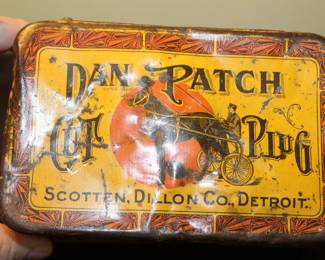 DAN PATCH
CUT PLUG
SCOTTEN, DILLON CO., DETROIT.